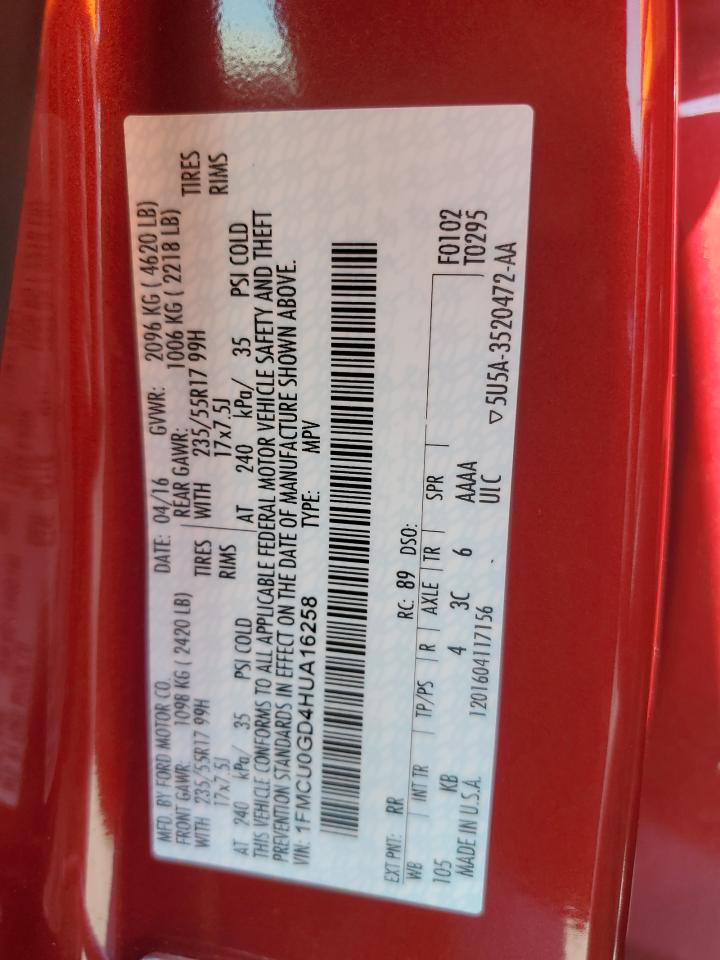 MFD. BY FORD MOTOR CO.
DATE: 04/16 GVWR: 2096 KG ( 4620 LB)
FRONT GAWR: 1098 KG ( 2420 LB) REAR GAWR: 1006 KG ( 2218 LB)
WITH 235/55R17 99H TIRES WITH 235/55R17 99H TIRES
17x7.5J RIMS 17x7.5J RIMS
AT 240 kPa/ 35 PSI COLD AT 240 kPa/ 35 PSI COLD
THIS VEHICLE CONFORMS TO ALL APPLICABLE FEDERAL MOTOR VEHICLE SAFETY AND THEFT
PREVENTION STANDARDS IN EFFECT ON THE DATE OF MANUFACTURE SHOWN ABOVE.
VIN: 1FMCU0GD4HUA16258 TYPE: MPV
EXT PNT: RR RC: 89 DSO:
WB INT TR TP/PS R AXLE TR SPR F0102
105 KB 4 3C 6 AAAA T0295
MADE IN U.S.A. 1201604117156 UIC
▽5U5A-3520472-AA